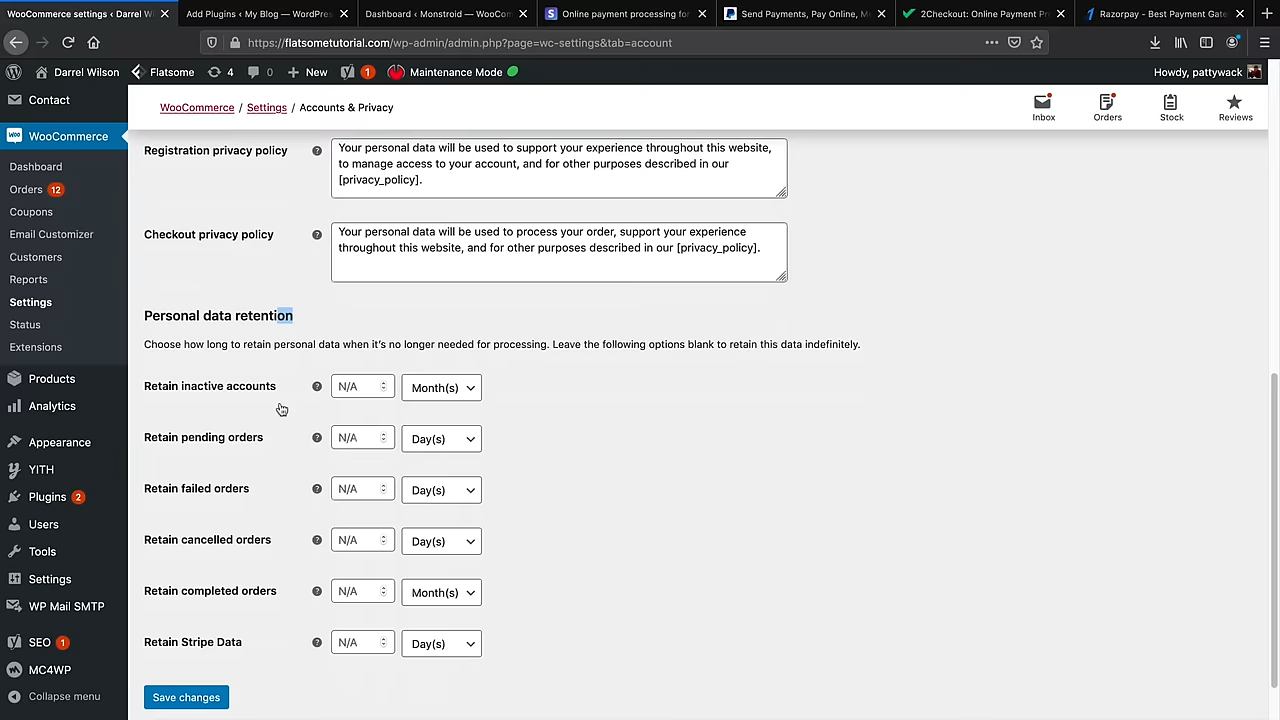 WooCommerce settings ‹ Darrel W
Add Plugins ‹ My Blog — WordPres
Dashboard ‹ Monstroid — WooCom
Online payment processing for
Send Payments, Pay Online, Me
2Checkout: Online Payment Pr
Razorpay - Best Payment Gate
https://flatsometutorial.com/wp-admin/admin.php?page=wc-settings&tab=account
Darrel Wilson
Flatsome
4
0
New
1
Maintenance Mode
Howdy, pattywack
Contact
WooCommerce
Dashboard
Orders 12
Coupons
Email Customizer
Customers
Reports
Settings
Status
Extensions
Products
Analytics
Appearance
YITH
Plugins 2
Users
Tools
Settings
WP Mail SMTP
SEO 1
MC4WP
Collapse menu
WooCommerce / Settings / Accounts & Privacy
Inbox
Orders
Stock
Reviews
Registration privacy policy
Your personal data will be used to support your experience throughout this website,
to manage access to your account, and for other purposes described in our
[privacy_policy].
Checkout privacy policy
Your personal data will be used to process your order, support your experience
throughout this website, and for other purposes described in our [privacy_policy].
Personal data retention
Choose how long to retain personal data when it's no longer needed for processing. Leave the following options blank to retain this data indefinitely.
Retain inactive accounts
N/A
Month(s)
Retain pending orders
N/A
Day(s)
Retain failed orders
N/A
Day(s)
Retain cancelled orders
N/A
Day(s)
Retain completed orders
N/A
Month(s)
Retain Stripe Data
N/A
Day(s)
Save changes